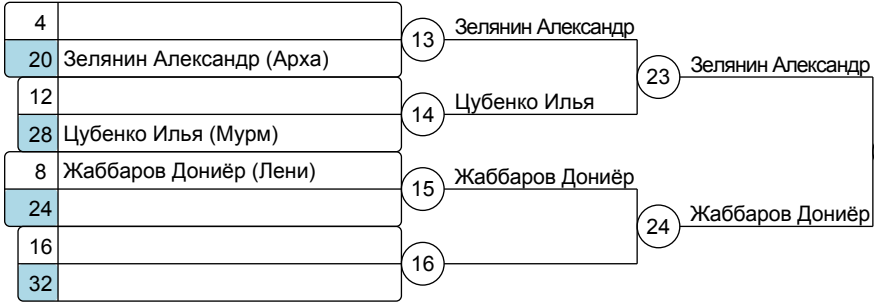 4
13
Зелянин Александр
20 Зелянин Александр (Арха)
23
Зелянин Александр
12
14
Цубенко Илья
28 Цубенко Илья (Мурм)
8 Жаббаров Дониёр (Лени)
15
Жаббаров Дониёр
24
24
Жаббаров Дониёр
16
16
32